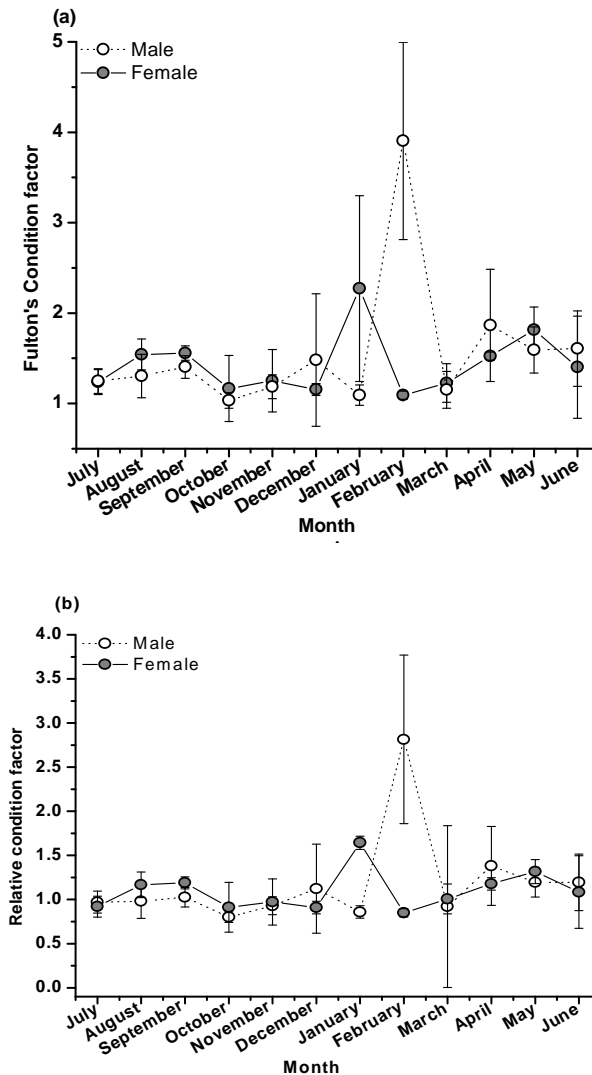 (a)
Male
Female
5
4
3
2
1
Fulton's Condition factor
July
August
September
October
November
December
January
February
March
April
May
June
Month
(b)
Male
Female
4.0
3.5
3.0
2.5
2.0
1.5
1.0
0.5
0.0
Relative condition factor
July
August
September
October
November
December
January
February
March
April
May
June
Month